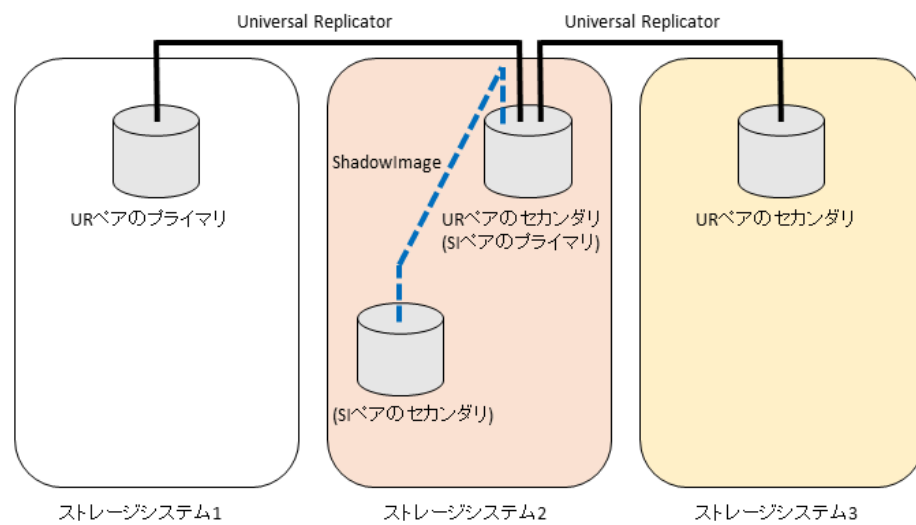 Universal Replicator
Universal Replicator
ShadowImage
URペアのプライマリ
URペアのセカンダリ
(SIペアのプライマリ)
URペアのセカンダリ
(SIペアのセカンダリ)
ストレージシステム1
ストレージシステム2
ストレージシステム3